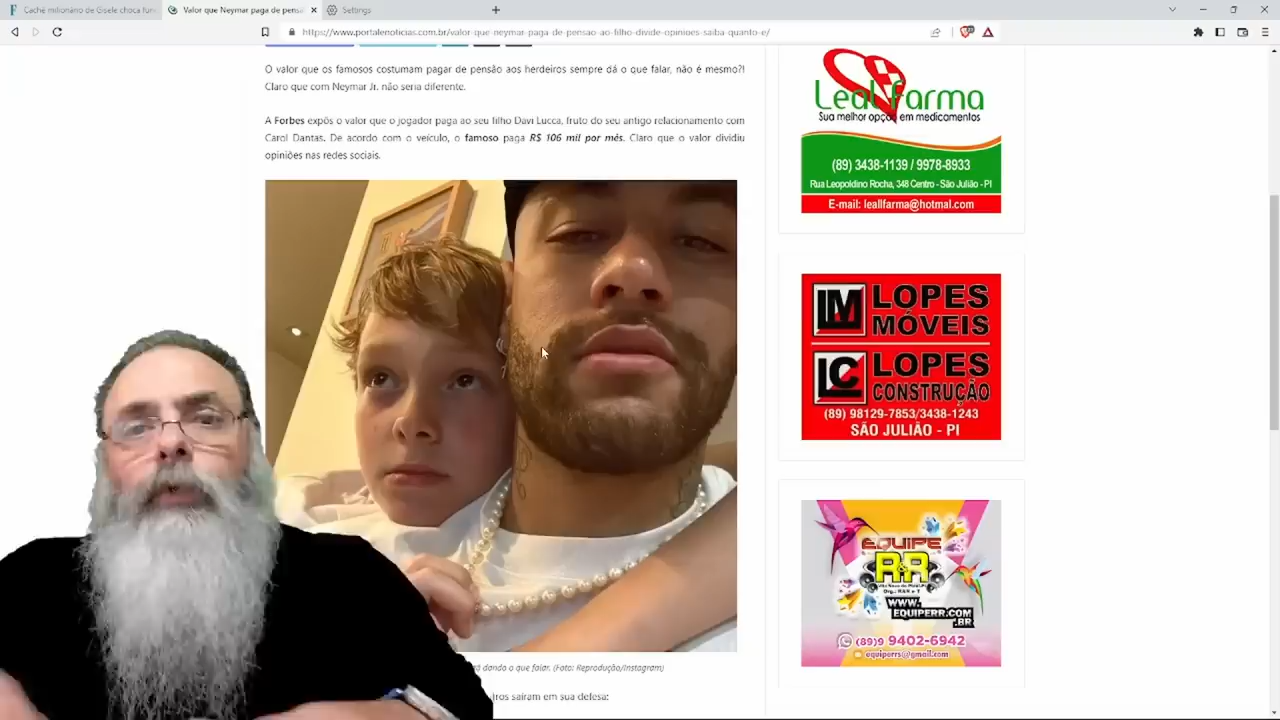 Cachê milionário de Gisele choca fun
Valor que Neymar paga de pensã
Settings
https://www.portalenoticias.com.br/valor-que-neymar-paga-de-pensao-ao-filho-divide-opinioes-saiba-quanto-e/
O valor que os famosos costumam pagar de pensão aos herdeiros sempre dá o que falar, não é mesmo?!
Claro que com Neymar Jr. não seria diferente.
A Forbes expôs o valor que o jogador paga ao seu filho Davi Lucca, fruto do seu antigo relacionamento com
Carol Dantas. De acordo com o veículo, o famoso paga R$ 106 mil por mês. Claro que o valor dividiu
opiniões nas redes sociais.
dando o que falar. (Foto: Reprodução/Instagram)
iros saíram em sua defesa:
Leal farma
Sua melhor opção em medicamentos
(89) 3438-1139 / 9978-8933
Rua Leopoldino Rocha, 348 Centro - São Julião - PI
E-mail: leallfarma@hotmal.com
LM LOPES
MÓVEIS
LC LOPES
CONSTRUÇÃO
(89) 98129-7853/3438-1243
SÃO JULIÃO - PI
EQUIPE
R&R
WWW.
EQUIPERR.COM
.BR
(89)9 9402-6942
equiperrs@gmail.com